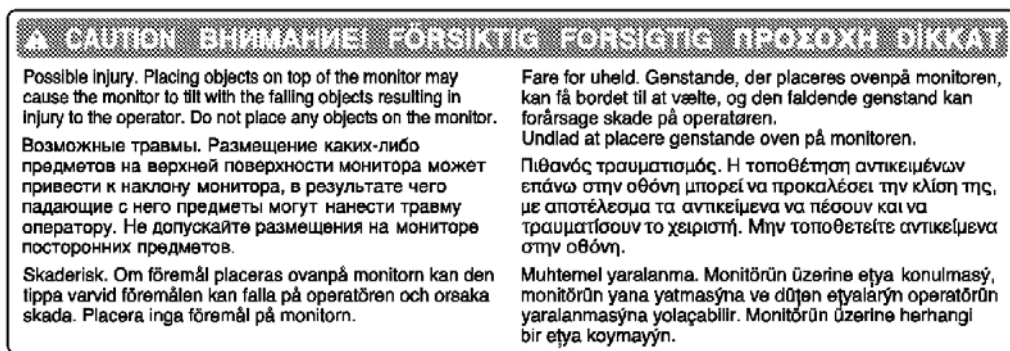 CAUTION ВНИМАНИЕ! FÖRSIKTIG FORSIGTIG ΠΡΟΣΟΧΗ DİKKAT
Possible injury. Placing objects on top of the monitor may
cause the monitor to tilt with the falling objects resulting in
injury to the operator. Do not place any objects on the monitor.
Возможные травмы. Размещение каких-либо
предметов на верхней поверхности монитора может
привести к наклону монитора, в результате чего
падающие с него предметы могут нанести травму
оператору. Не допускайте размещения на мониторе
посторонних предметов.
Skaderisk. Om föremål placeras ovanpå monitorn kan den
tippa varvid föremålen kan falla på operatören och orsaka
skada. Placera inga föremål på monitorn.
Fare for uheld. Genstande, der placeres ovenpå monitoren,
kan få bordet til at vælte, og den faldende genstand kan
forårsage skade på operatøren.
Undlad at placere genstande oven på monitoren.
Πιθανός τραυματισμός. Η τοποθέτηση αντικειμένων
επάνω στην οθόνη μπορεί να προκαλέσει την κλίση της,
με αποτέλεσμα τα αντικείμενα να πέσουν και να
τραυματίσουν το χειριστή. Μην τοποθετείτε αντικείμενα
στην οθόνη.
Muhtemel yaralanma. Monitörün üzerine eţya konulmasý,
monitörün yana yatmasýna ve düţen eţyalarýn operatörün
yaralanmasýna yolaçabilir. Monitörün üzerine herhangi
bir eţya koymayýn.